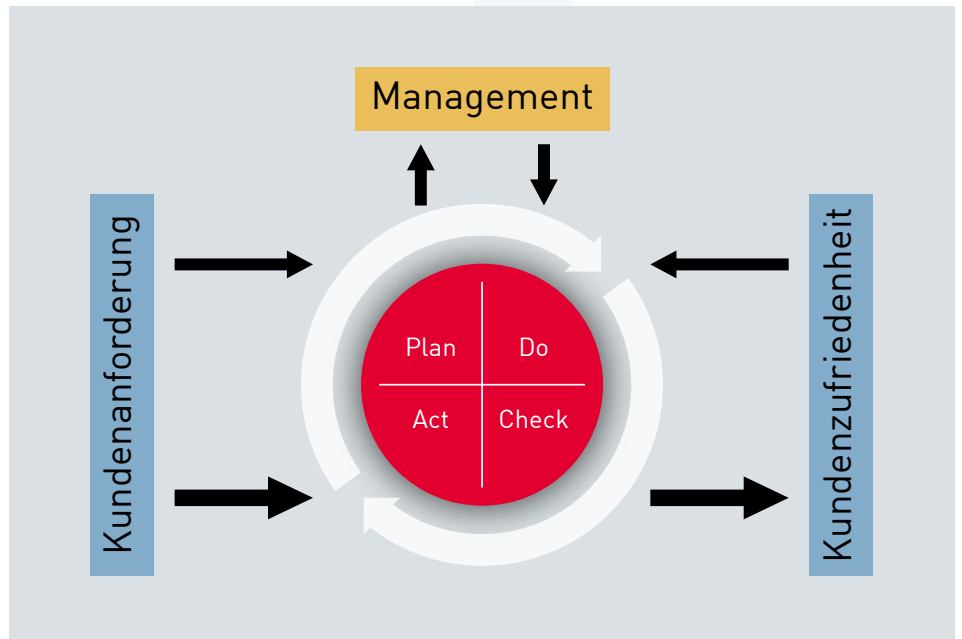 Management
Kundenanforderung
Plan
Do
Act
Check
Kundenzufriedenheit